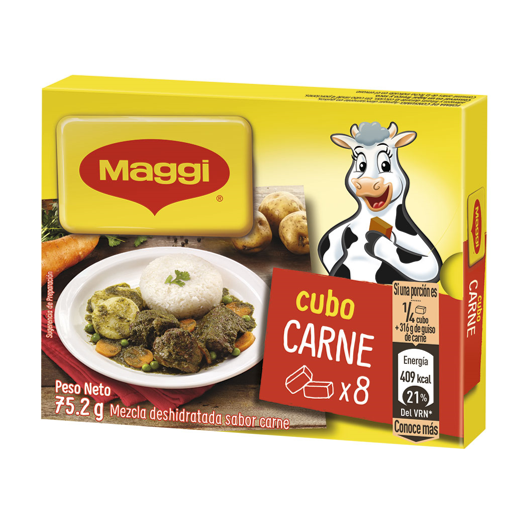 Maggi
®
cubo
CARNE
x8
Peso Neto
75.2 g Mezcla deshidratada sabor carne
Sugerencia de Preparación
Si una porción es
1/4 cubo
+ 316 g de guiso
de carne
Energía
409 kcal
21%
Del VRN*
Conoce más
Maggi
cubo
CARNE